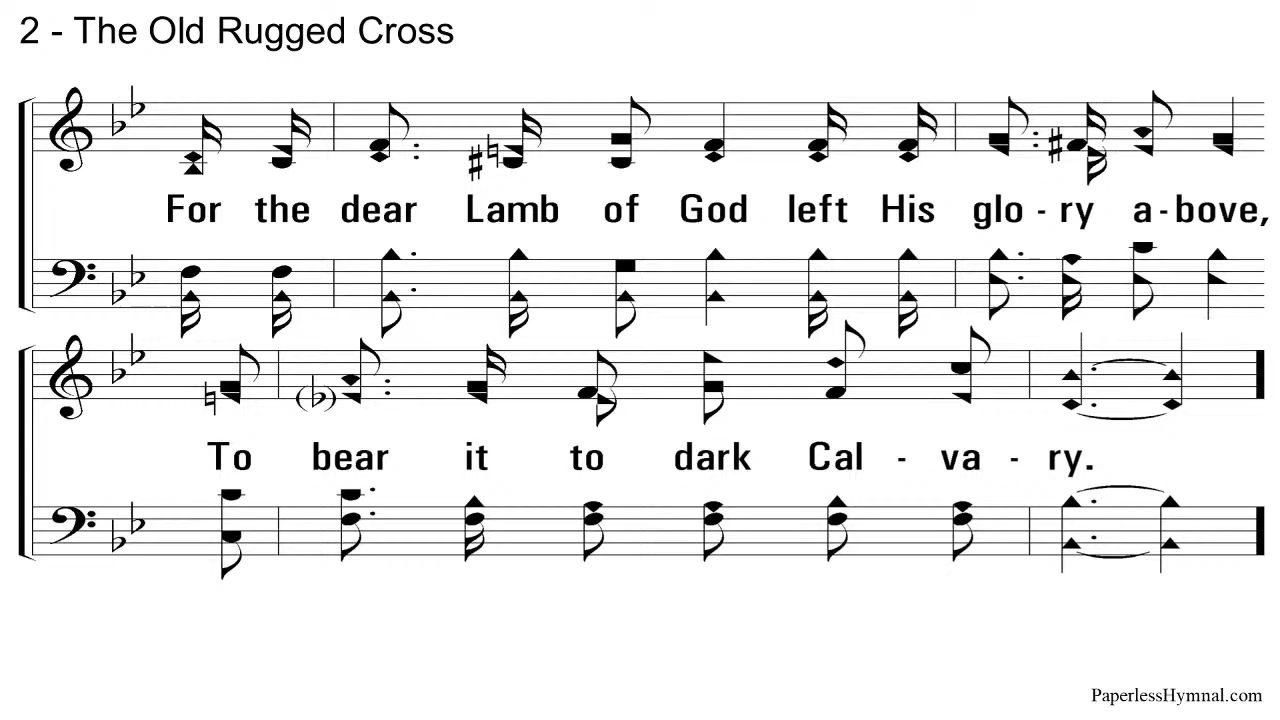 2 - The Old Rugged Cross
For the dear Lamb of God left His glo - ry a - bove,
To bear it to dark Cal - va - ry.
PaperlessHymnal.com